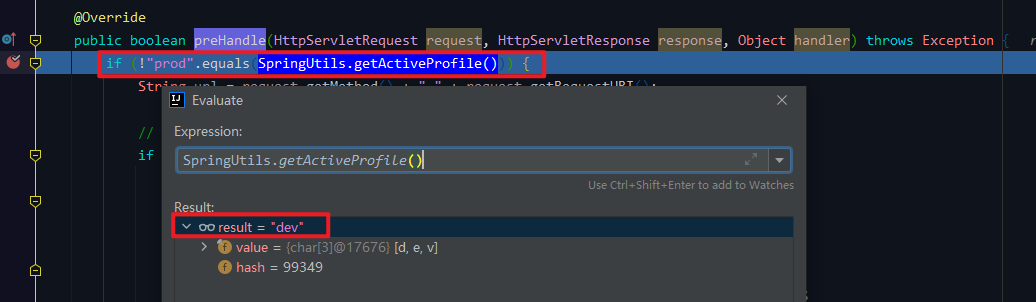 @Override
public boolean preHandle(HttpServletRequest request, HttpServletResponse response, Object handler) throws Exception {
if (!"prod".equals(SpringUtils.getActiveProfile())) {
String url = request.getMethod() + " " + request.getRequestURI();
Evaluate
//
Expression:
if
SpringUtils.getActiveProfile()
Use Ctrl+Shift+Enter to add to Watches
Result:
result = "dev"
value = {char[3]@17676} [d, e, v]
hash = 99349